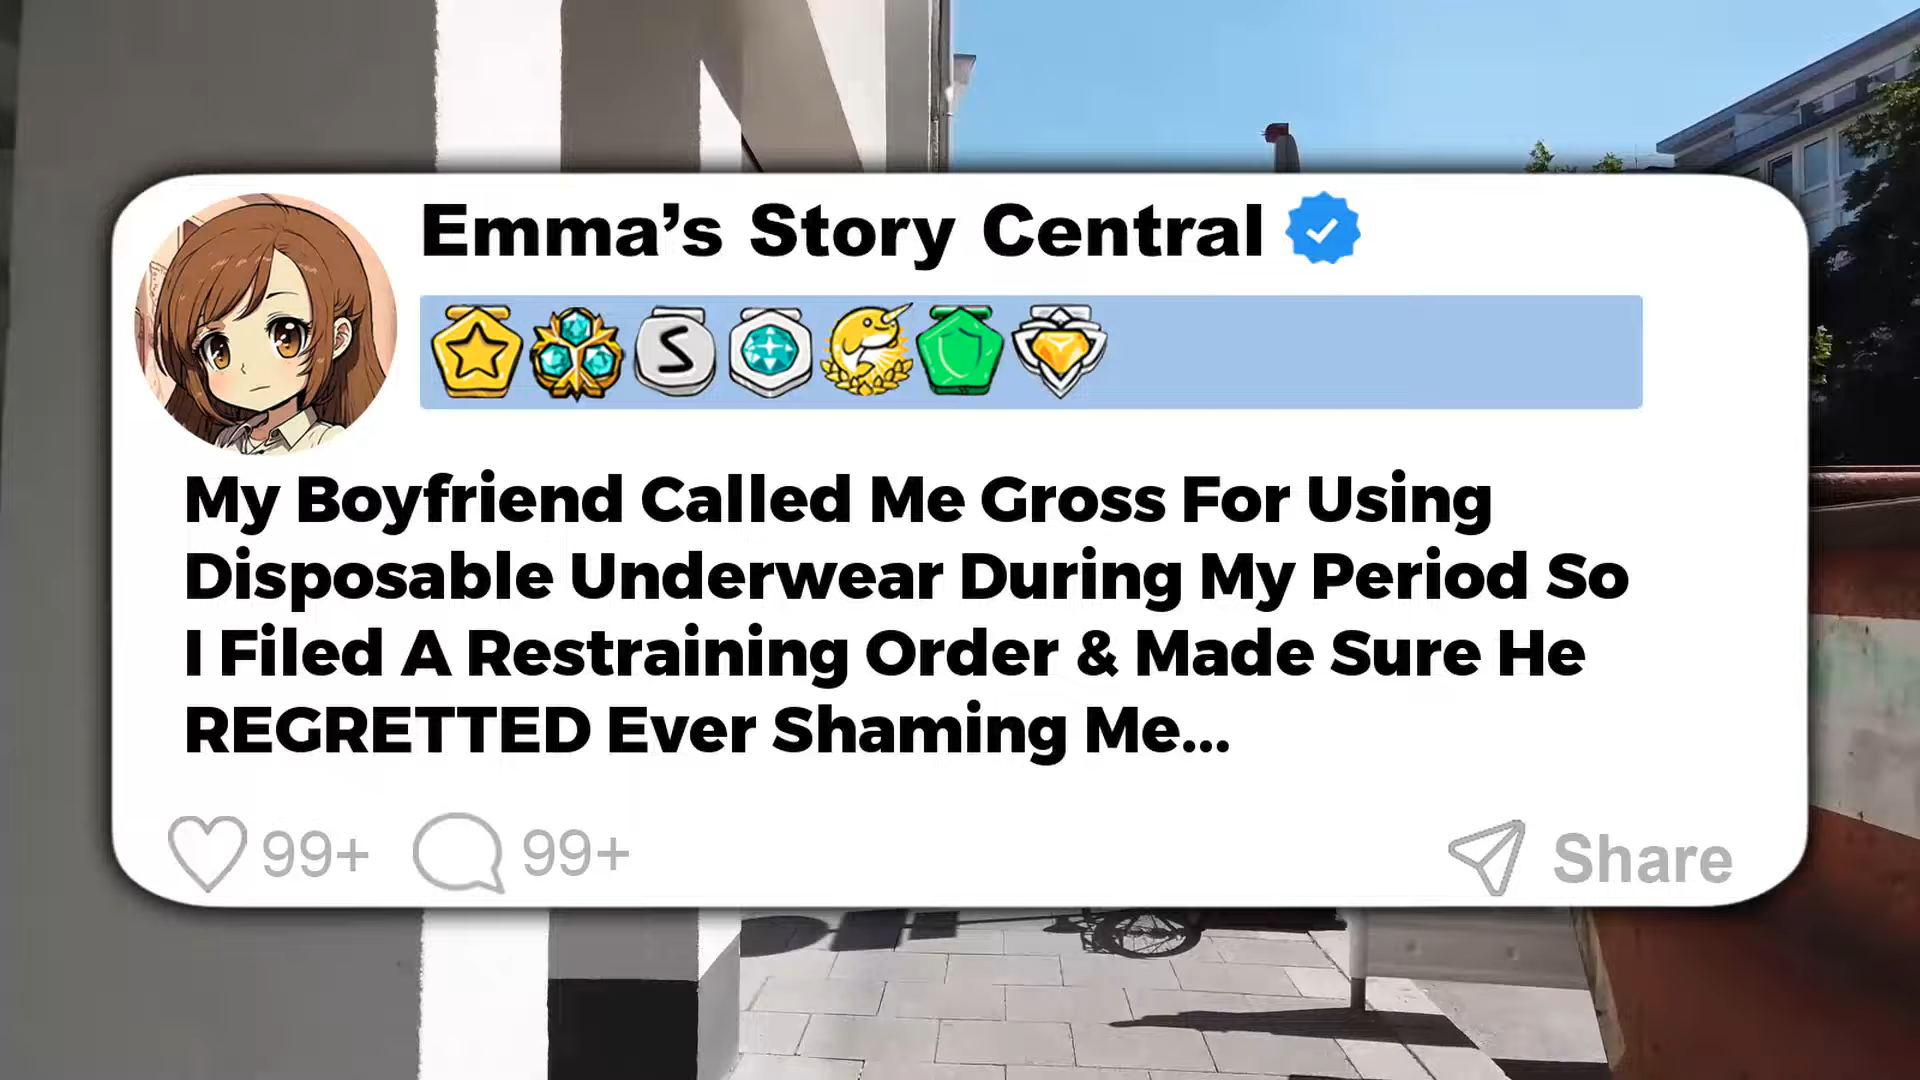 Emma’s Story Central
S
My Boyfriend Called Me Gross For Using
Disposable Underwear During My Period So
I Filed A Restraining Order & Made Sure He
REGRETTED Ever Shaming Me...
99+ 99+ Share